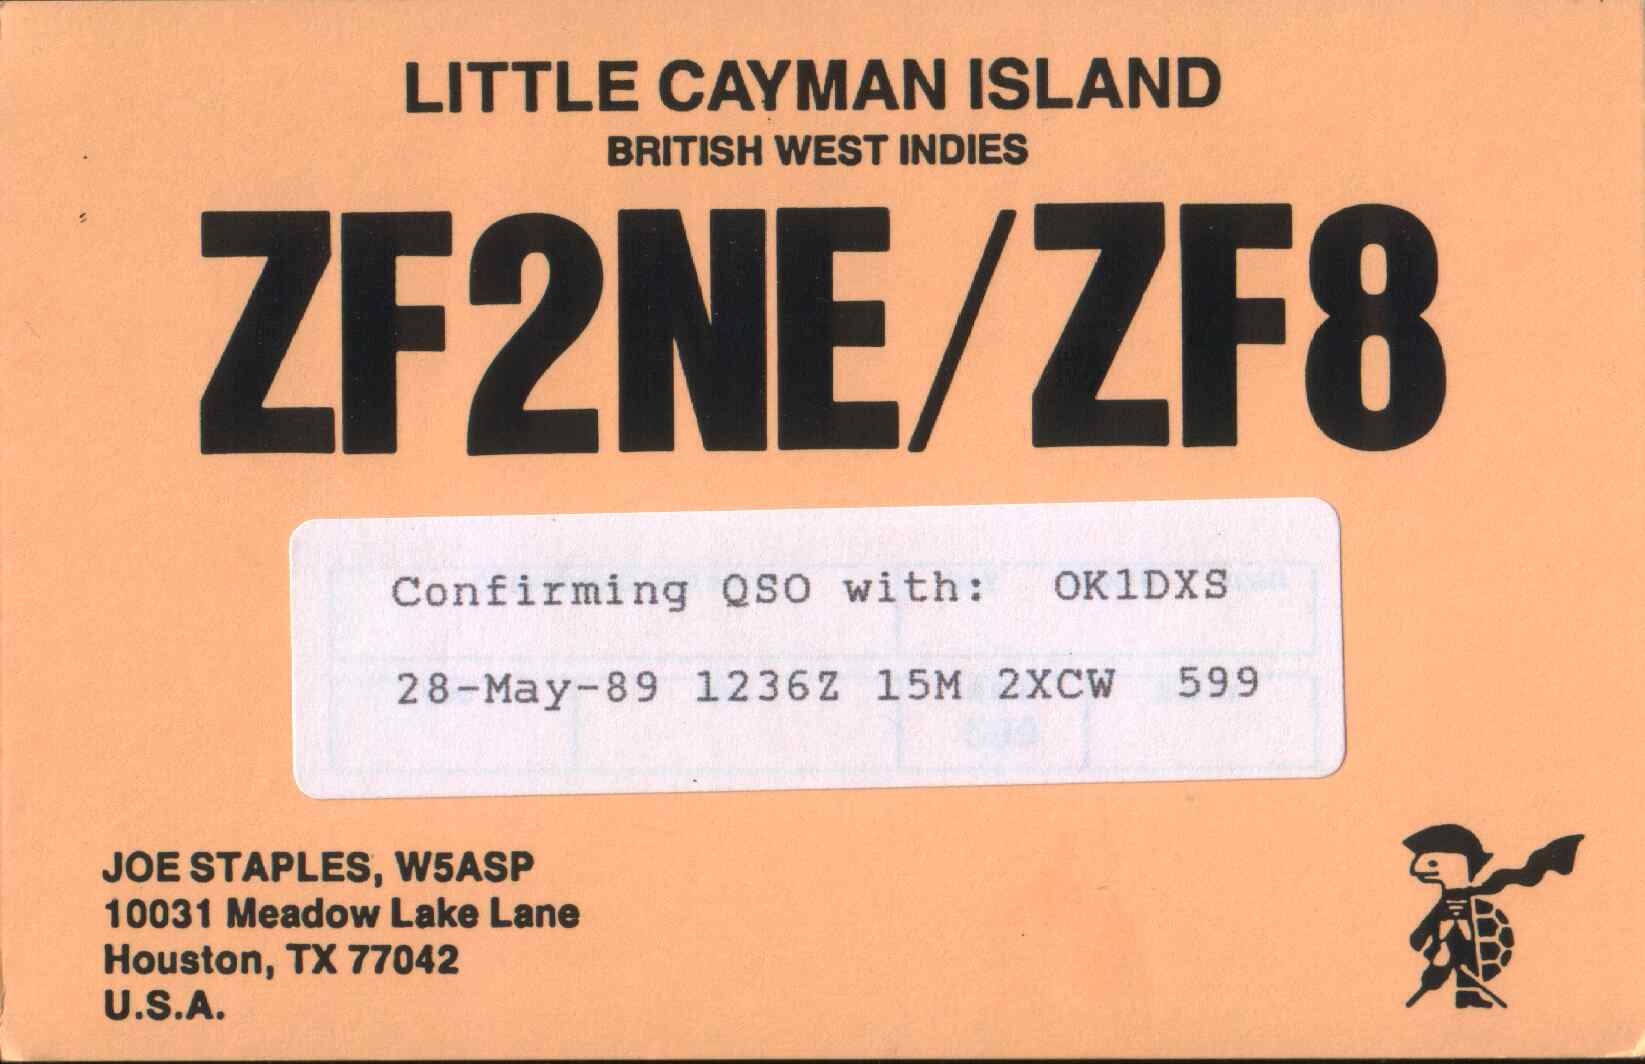 LITTLE CAYMAN ISLAND
BRITISH WEST INDIES
ZF2NE/ZF8
Confirming QSO with: OK1DXS
28-May-89 1236Z 15M 2XCW 599
JOE STAPLES, W5ASP
10031 Meadow Lake Lane
Houston, TX 77042
U.S.A.